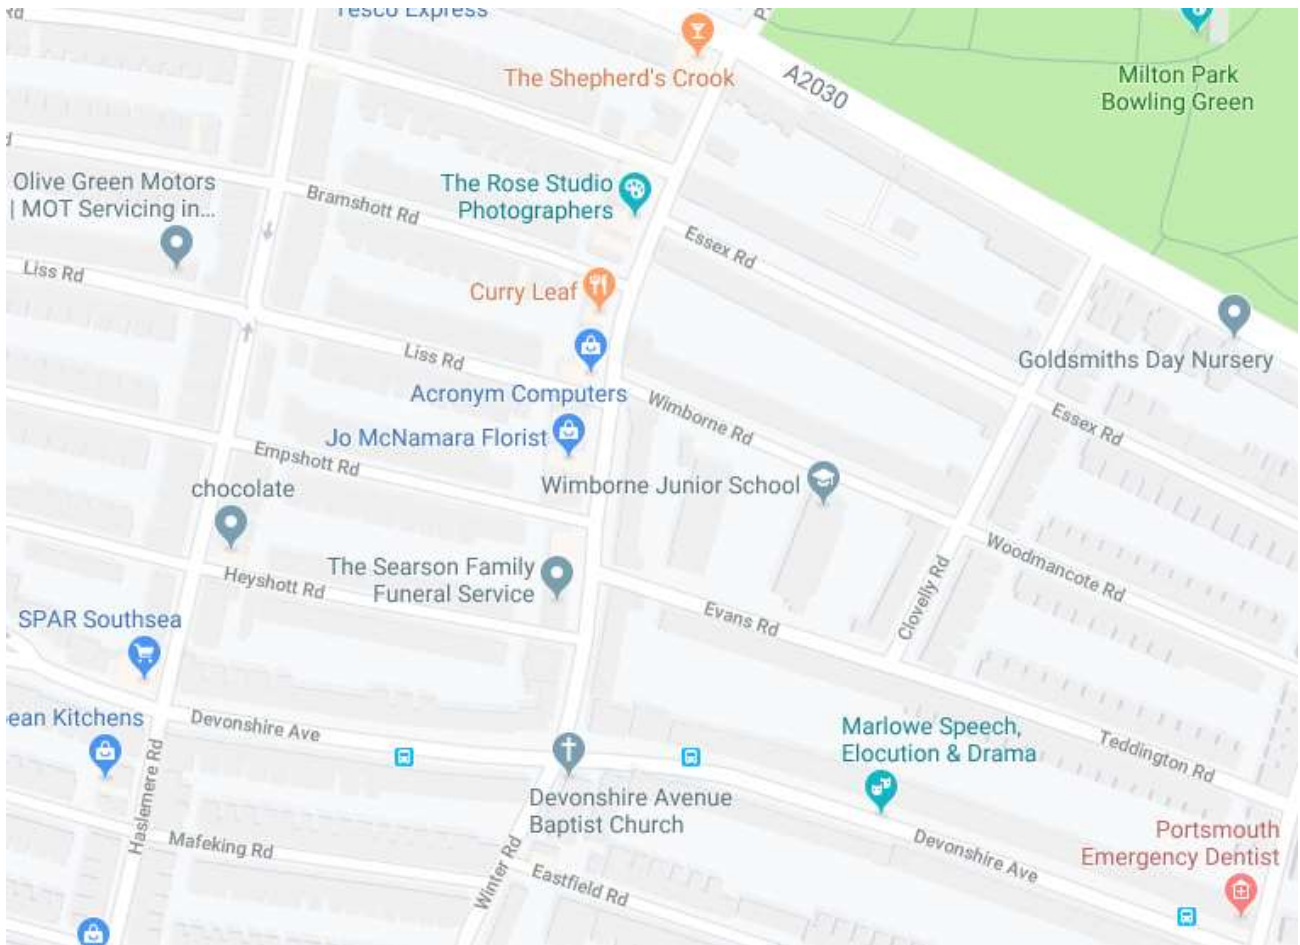 Rd
Tesco Express
The Shepherd's Crook
A2030
Milton Park
Bowling Green
Olive Green Motors
| MOT Servicing in...
Bramshott Rd
The Rose Studio
Photographers
Essex Rd
Liss Rd
Curry Leaf
Liss Rd
Goldsmiths Day Nursery
Acronym Computers
Wimborne Rd
Essex Rd
Jo McNamara Florist
Empshott Rd
chocolate
Wimborne Junior School
Woodmancote Rd
Clovelly Rd
The Searson Family
Funeral Service
Heyshott Rd
Evans Rd
SPAR Southsea
ean Kitchens
Devonshire Ave
Marlowe Speech,
Elocution & Drama
Teddington Rd
Haslemere Rd
Devonshire Avenue
Baptist Church
Mafeking Rd
Winter Rd
Eastfield Rd
Devonshire Ave
Portsmouth
Emergency Dentist